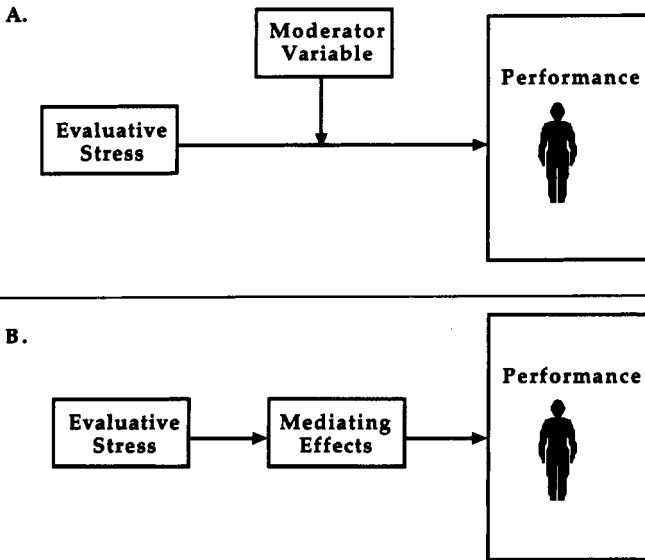 A.
Moderator
Variable
Performance
Evaluative
Stress
B.
Performance
Evaluative
Stress
Mediating
Effects